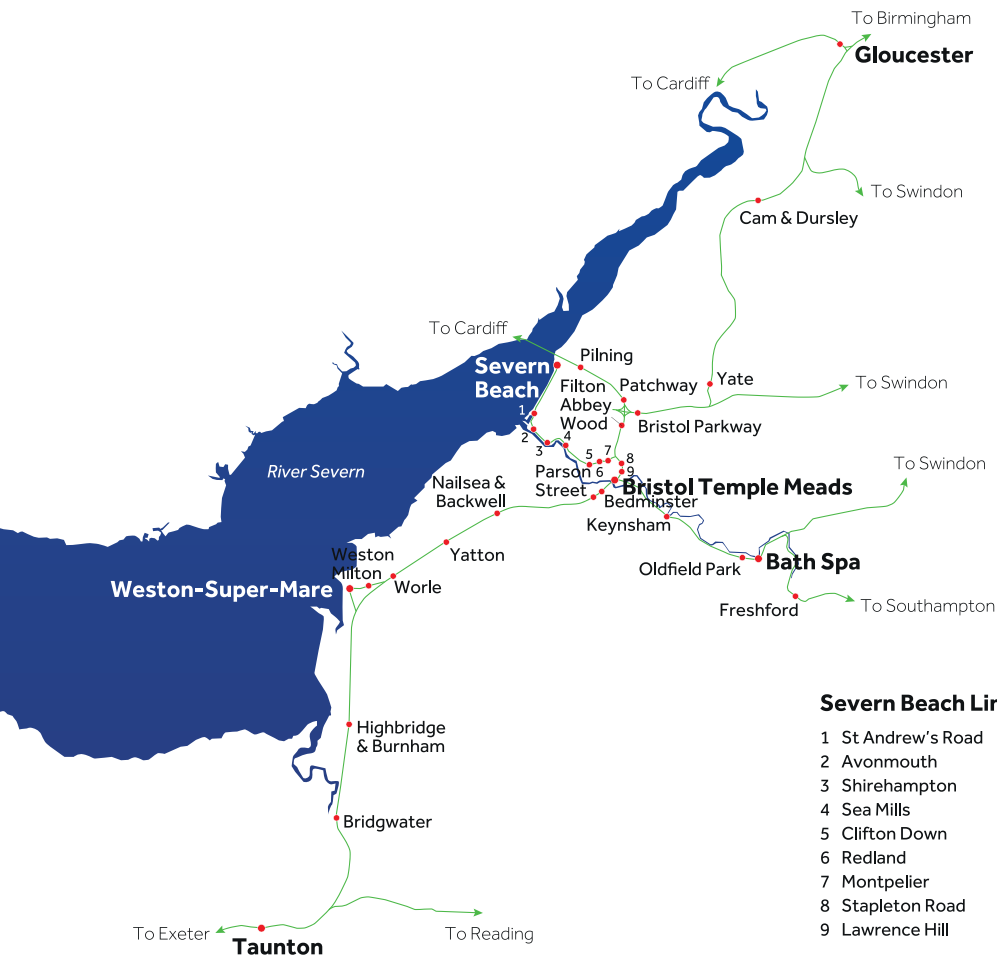 To Birmingham
Gloucester
To Cardiff
To Swindon
Cam & Dursley
To Cardiff
Pilning
Severn
Beach
Filton
Abbey
Wood
Patchway
Yate
To Swindon
Bristol Parkway
1
2
3
4
5
6
7
8
9
River Severn
Parson
Street
Bristol Temple Meads
To Swindon
Nailsea &
Backwell
Bedminster
Keynsham
Weston
Milton
Yatton
Oldfield Park
Bath Spa
Weston-Super-Mare
Worle
Freshford
To Southampton
Highbridge
& Burnham
Bridgwater
To Exeter
Taunton
To Reading
Severn Beach Lin
1 St Andrew’s Road
2 Avonmouth
3 Shirehampton
4 Sea Mills
5 Clifton Down
6 Redland
7 Montpelier
8 Stapleton Road
9 Lawrence Hill